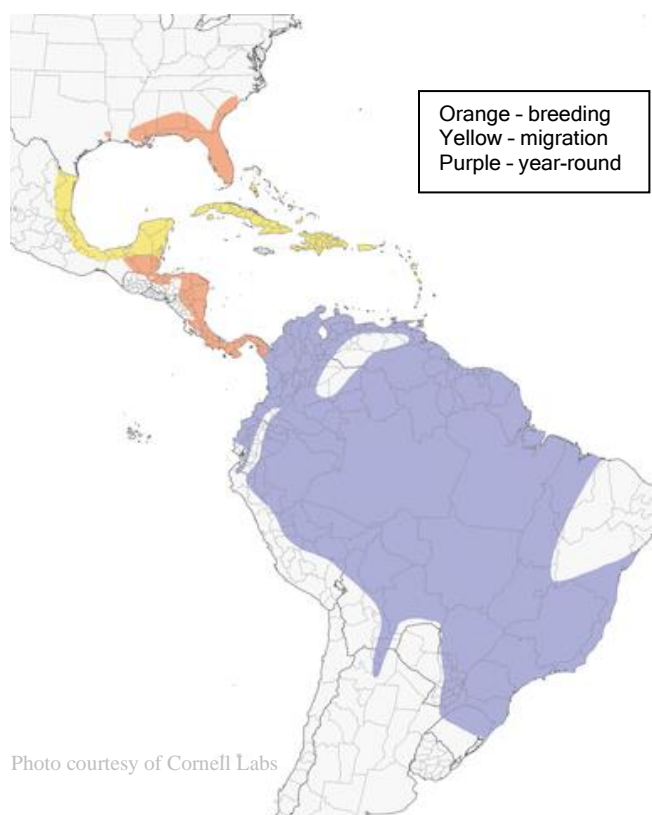 Orange - breeding
Yellow - migration
Purple - year-round
Photo courtesy of Cornell Labs